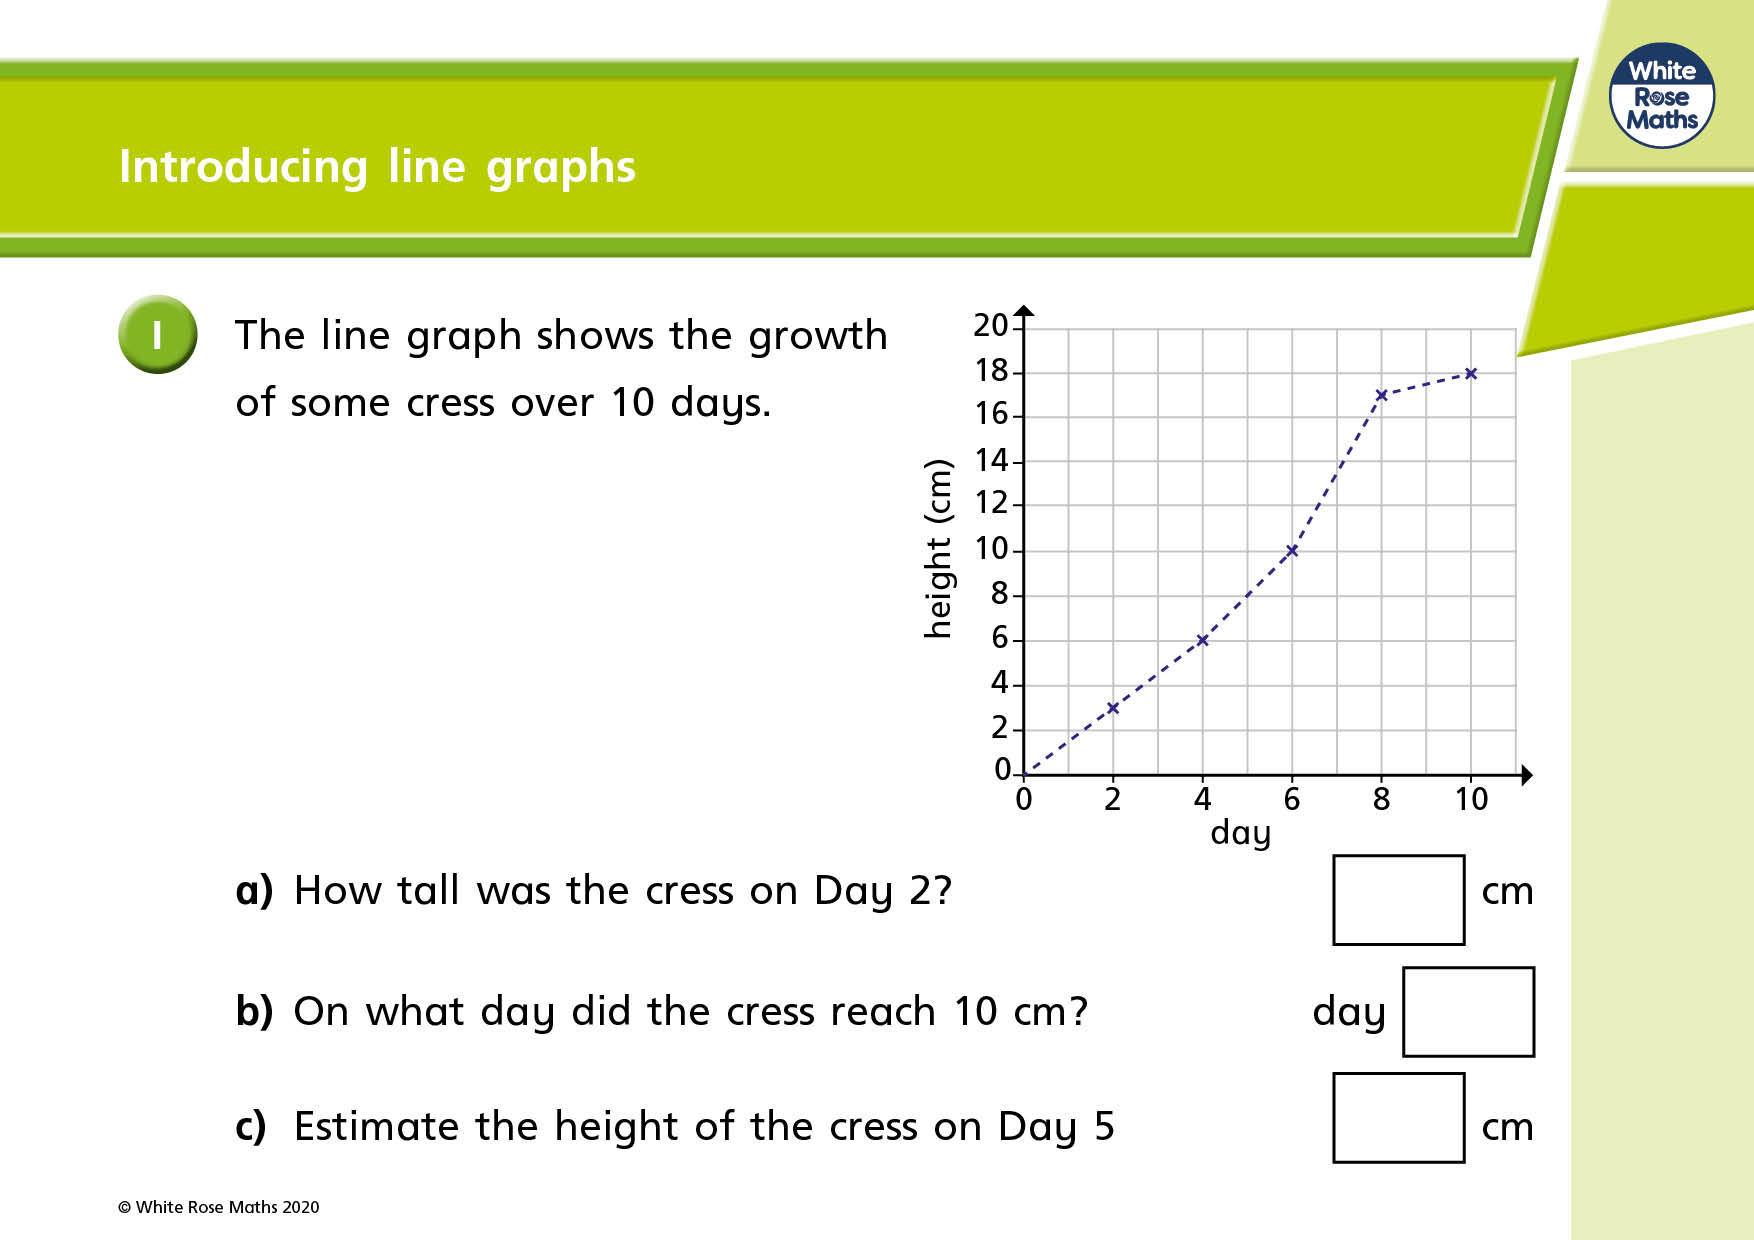 White
Rose
Maths
Introducing line graphs
1
The line graph shows the growth
of some cress over 10 days.
height (cm)
20
18
16
14
12
10
8
6
4
2
0
0 2 4 6 8 10
day
a) How tall was the cress on Day 2?
cm
b) On what day did the cress reach 10 cm?
day
c) Estimate the height of the cress on Day 5
cm
© White Rose Maths 2020